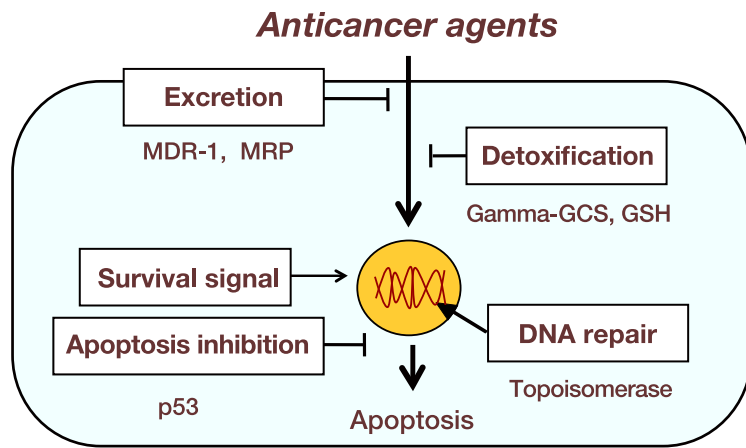 Anticancer agents
Excretion
MDR-1, MRP
Detoxification
Gamma-GCS, GSH
Survival signal
Apoptosis inhibition
p53
DNA repair
Topoisomerase
Apoptosis